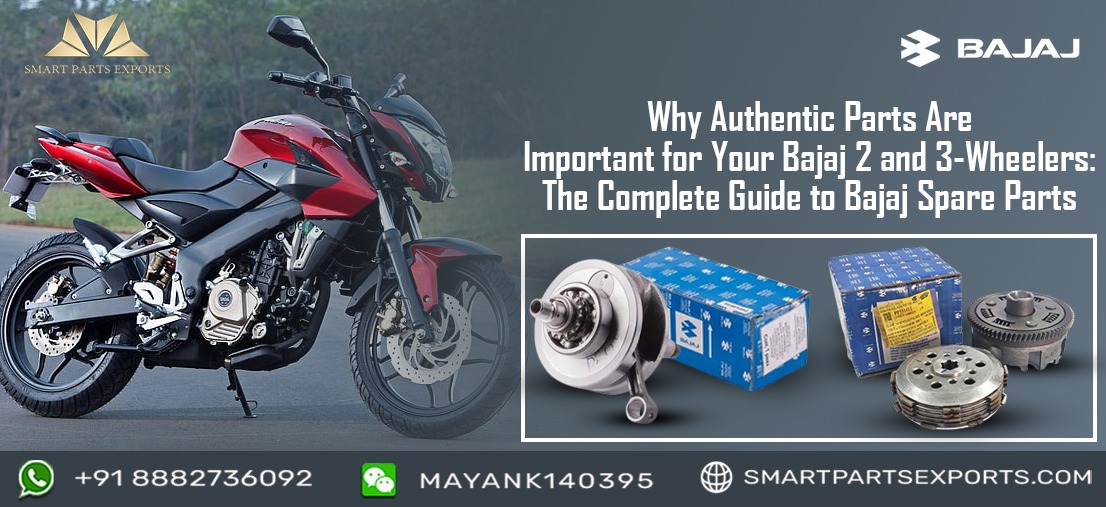 SMART PARTS EXPORTS
BAJAJ
Why Authentic Parts Are
Important for Your Bajaj 2 and 3-Wheelers:
The Complete Guide to Bajaj Spare Parts
BAJAJ
+91 8882736092
MAYANK140395
SMARTPARTSEXPORTS.COM